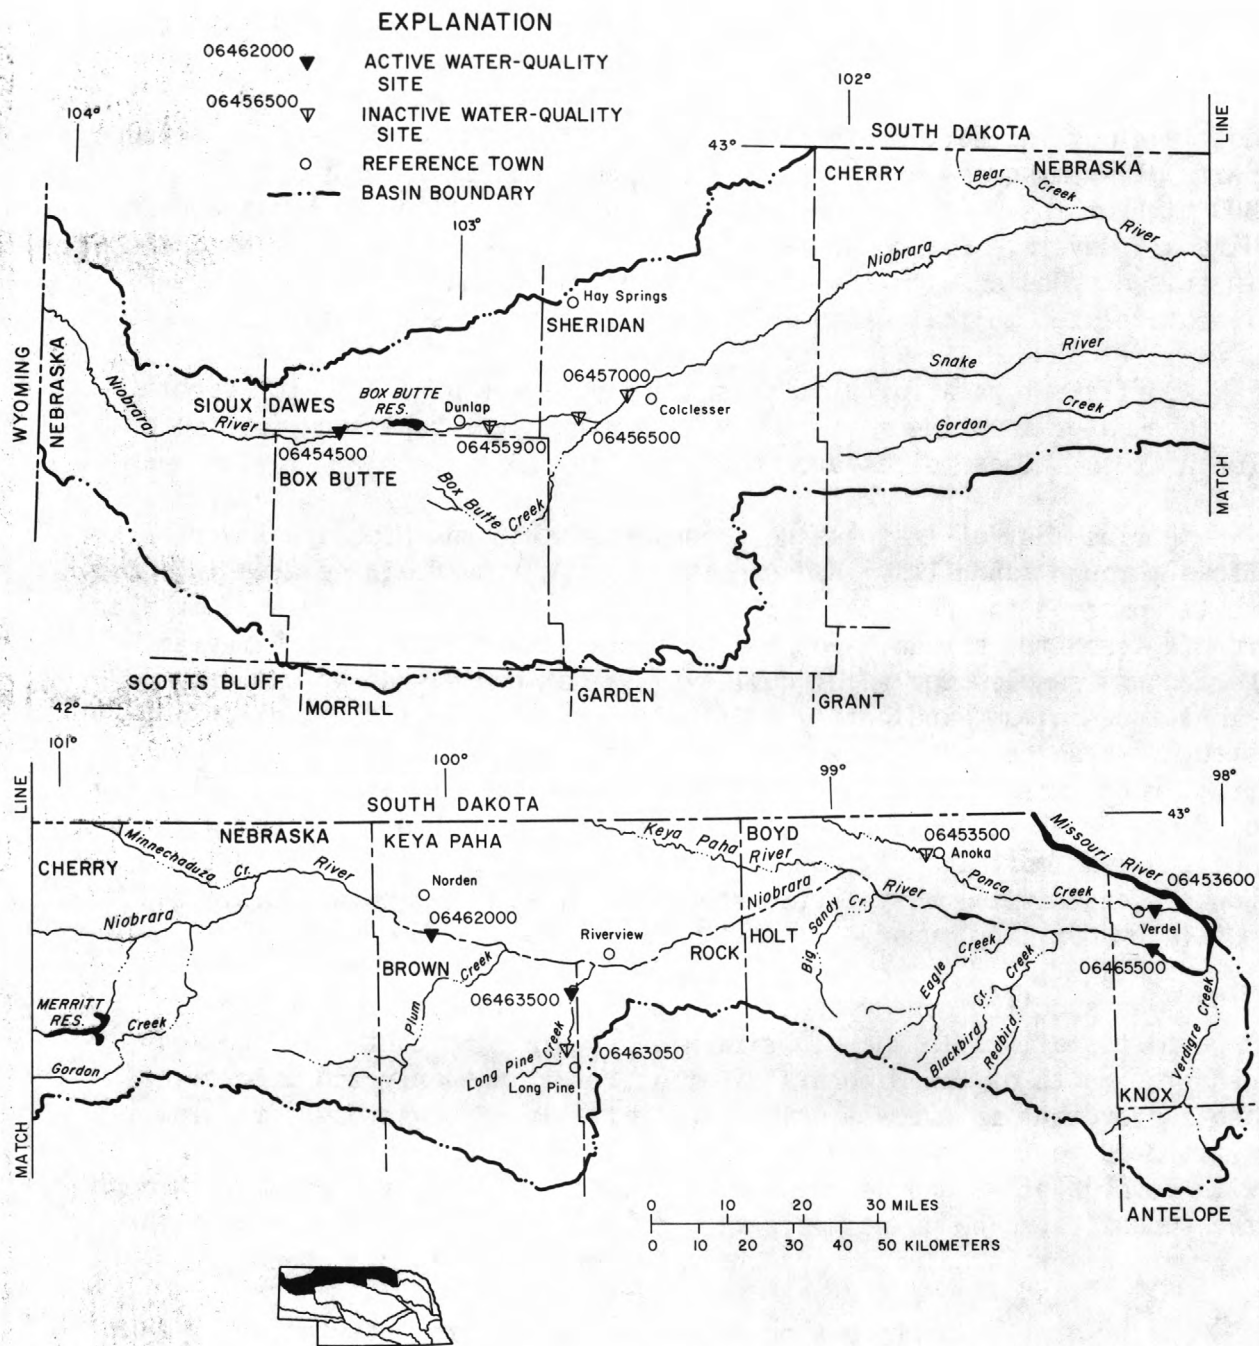 EXPLANATION
06462000
ACTIVE WATER-QUALITY
SITE
06456500
INACTIVE WATER-QUALITY
SITE
REFERENCE TOWN
BASIN BOUNDARY
104°
103°
102°
43°
SOUTH DAKOTA
NEBRASKA
LINE
CHERRY
Bear Creek
Niobrara River
Hay Springs
SHERIDAN
WYOMING
NEBRASKA
Niobrara River
SIOUX
DAWES
BOX BUTTE
RES.
Dunlap
06457000
Colclesser
Snake River
Gordon Creek
06454500
06455900
06456500
BOX BUTTE
Box Butte Creek
MATCH
SCOTTS BLUFF
MORRILL
GARDEN
GRANT
42°
101°
100°
99°
98°
LINE
SOUTH DAKOTA
43°
NEBRASKA
KEYA PAHA
BOYD
Minnechaduza Cr.
Keya Paha River
06453500
Anoka
Missouri River
CHERRY
River
Norden
Ponca Creek
06453600
Niobrara
06462000
Niobrara River
Verdel
Riverview
ROCK
HOLT
Big Sandy Cr.
BROWN
Plum Creek
06463500
Eagle Creek
06465500
MERRITT
RES.
Creek
Gordon
Long Pine Creek
06463050
Long Pine
Blackbird Cr.
Redbird Creek
Verdigre Creek
KNOX
MATCH
ANTELOPE
0 10 20 30 MILES
0 10 20 30 40 50 KILOMETERS